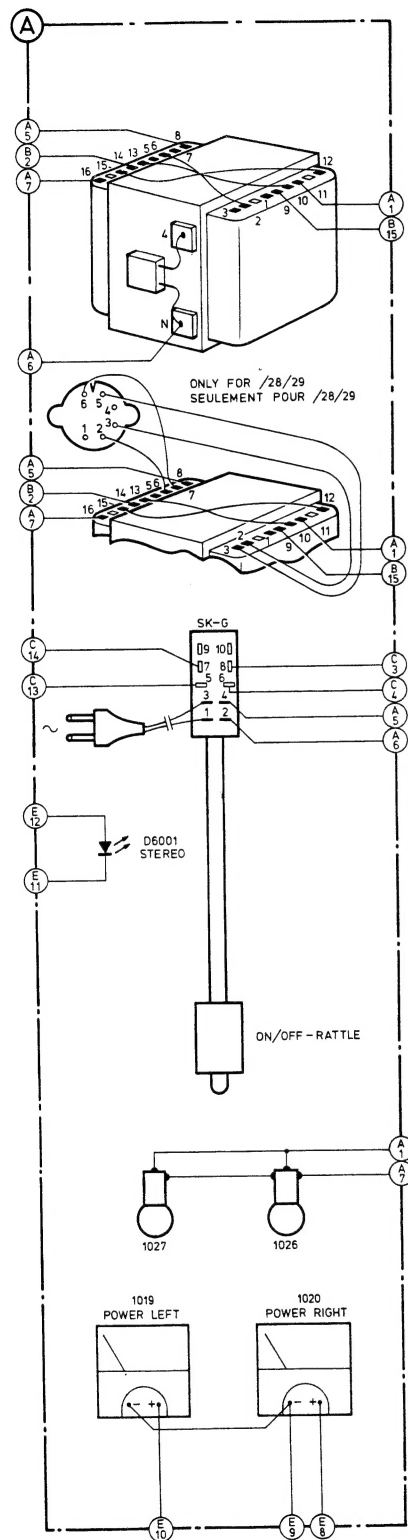 A
A 5
B 2
A 7
16 15 14 13 5 6 8 7
3 2 1 9 10 11 12
4
N
A 1
B 15
A 6
ONLY FOR /28/29
SEULEMENT POUR /28/29
V
6 5
4
3
1 2
A 5
B 2
A 7
16 15 14 13 5 6 8 7
3 2 1 9 10 11 12
A 1
B 15
SK-G
9 10
7 8
5 6
3 4
1 2
C 14
C 13
C 3
C 4
A 5
A 6
~
E 12
E 11
D6001
STEREO
ON/OFF-RATTLE
A 1
A 7
1027
1026
1019
POWER LEFT
1020
POWER RIGHT
- +
- +
E 10
E 9
E 8